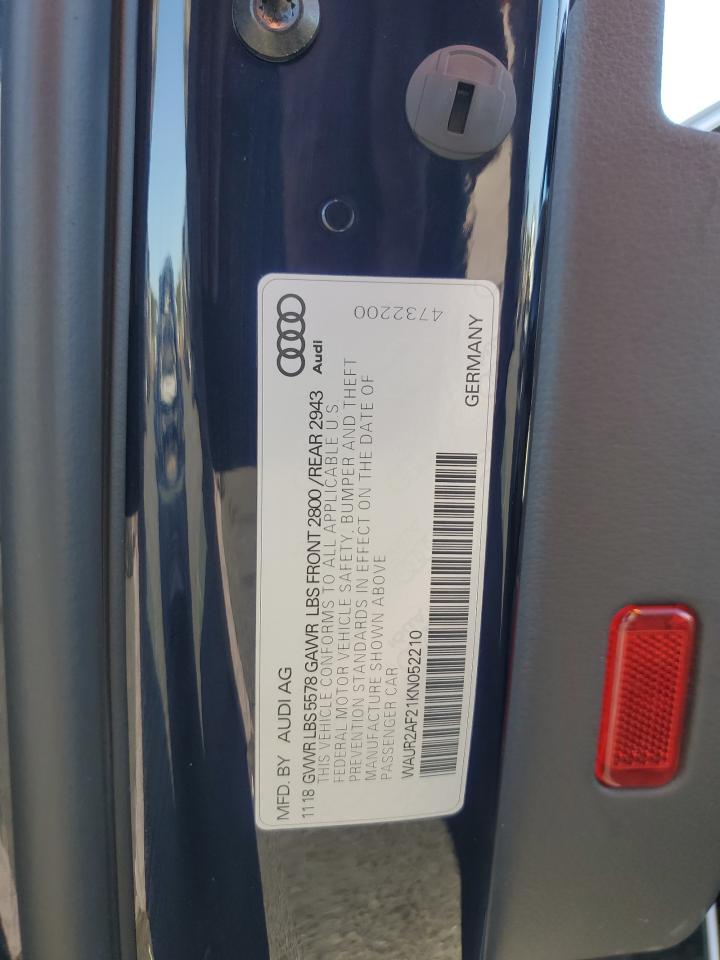 MFD. BY AUDI AG
11 18 GVWR LBS 5578 GAWR LBS FRONT 2800 /REAR 2943
Audi
THIS VEHICLE CONFORMS TO ALL APPLICABLE U S
FEDERAL MOTOR VEHICLE SAFETY, BUMPER AND THEFT
PREVENTION STANDARDS IN EFFECT ON THE DATE OF
MANUFACTURE SHOWN ABOVE
PASSENGER CAR
4732200
WAUR2AF21KN052210
GERMANY